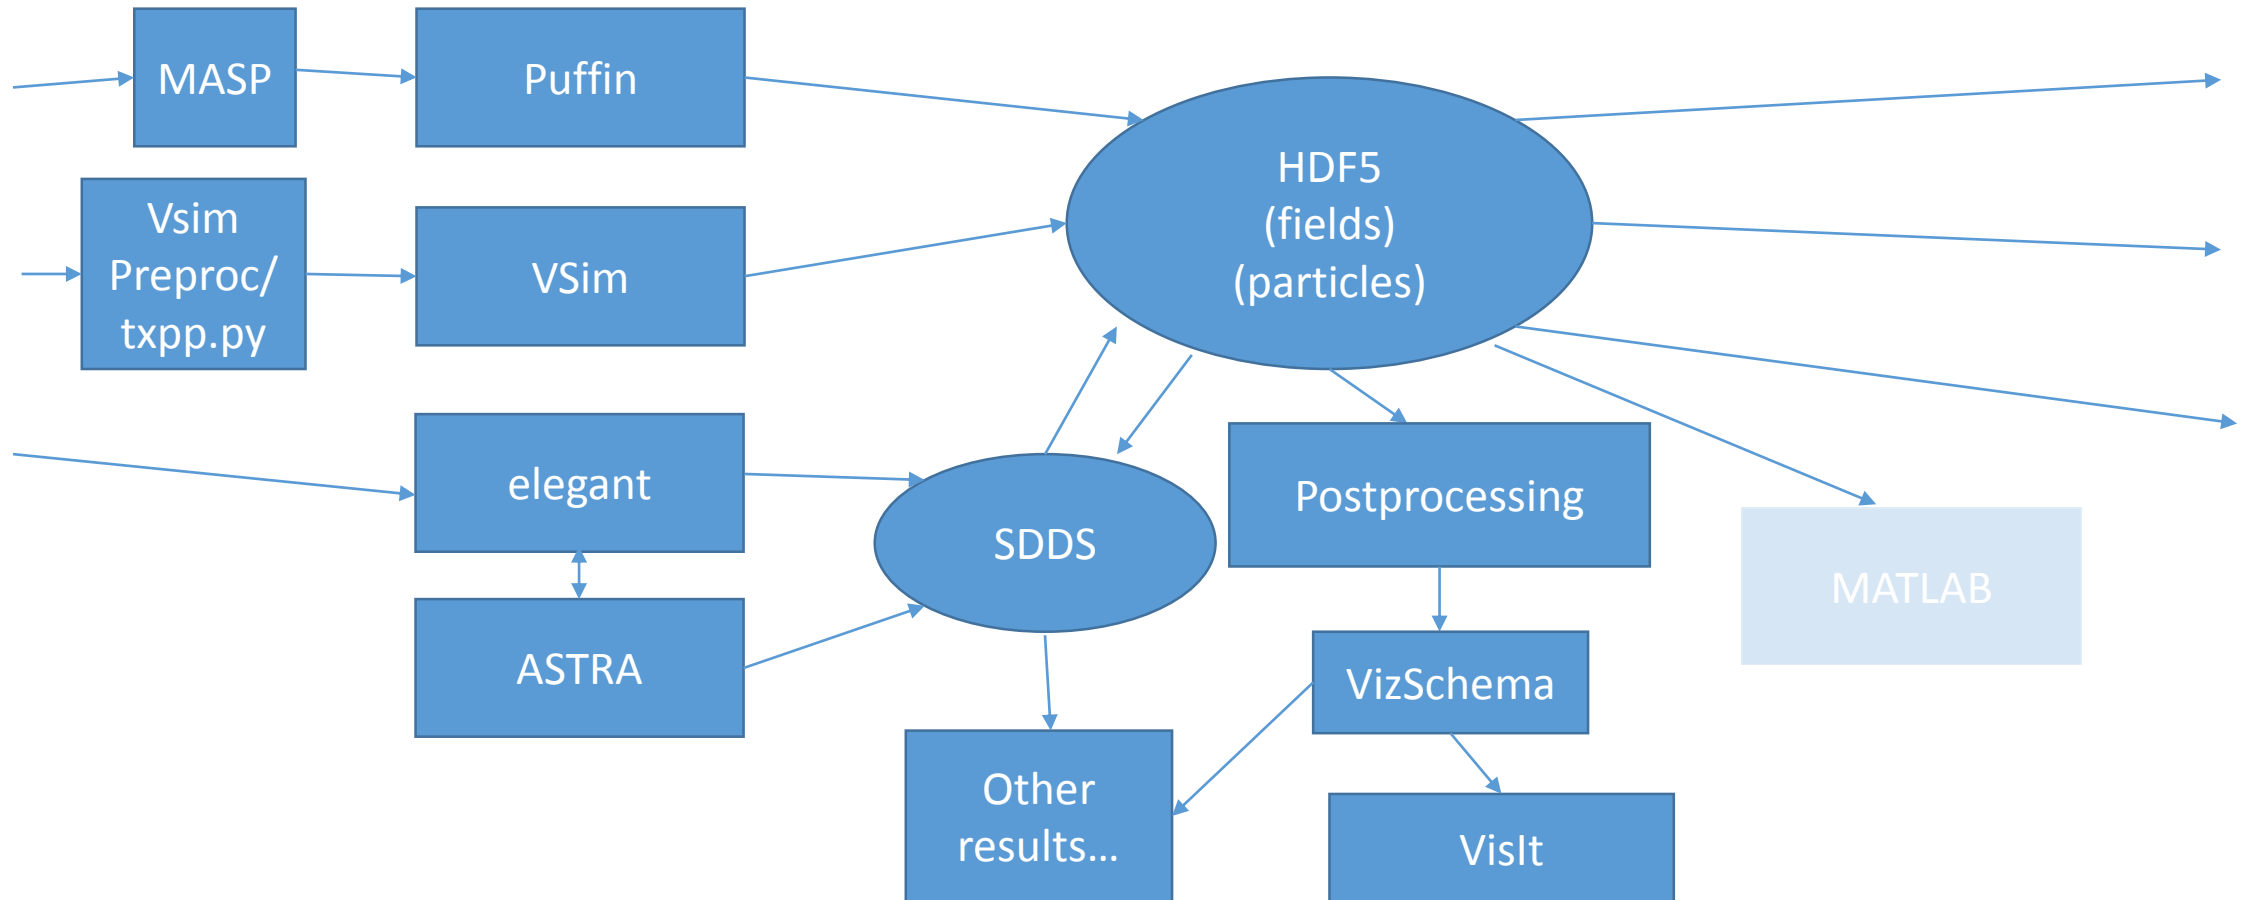 MASP
Puffin
HDF5
(fields)
(particles)
Vsim
Preproc/
txpp.py
VSim
elegant
SDDS
Postprocessing
MATLAB
ASTRA
VizSchema
Other
results...
VisIt